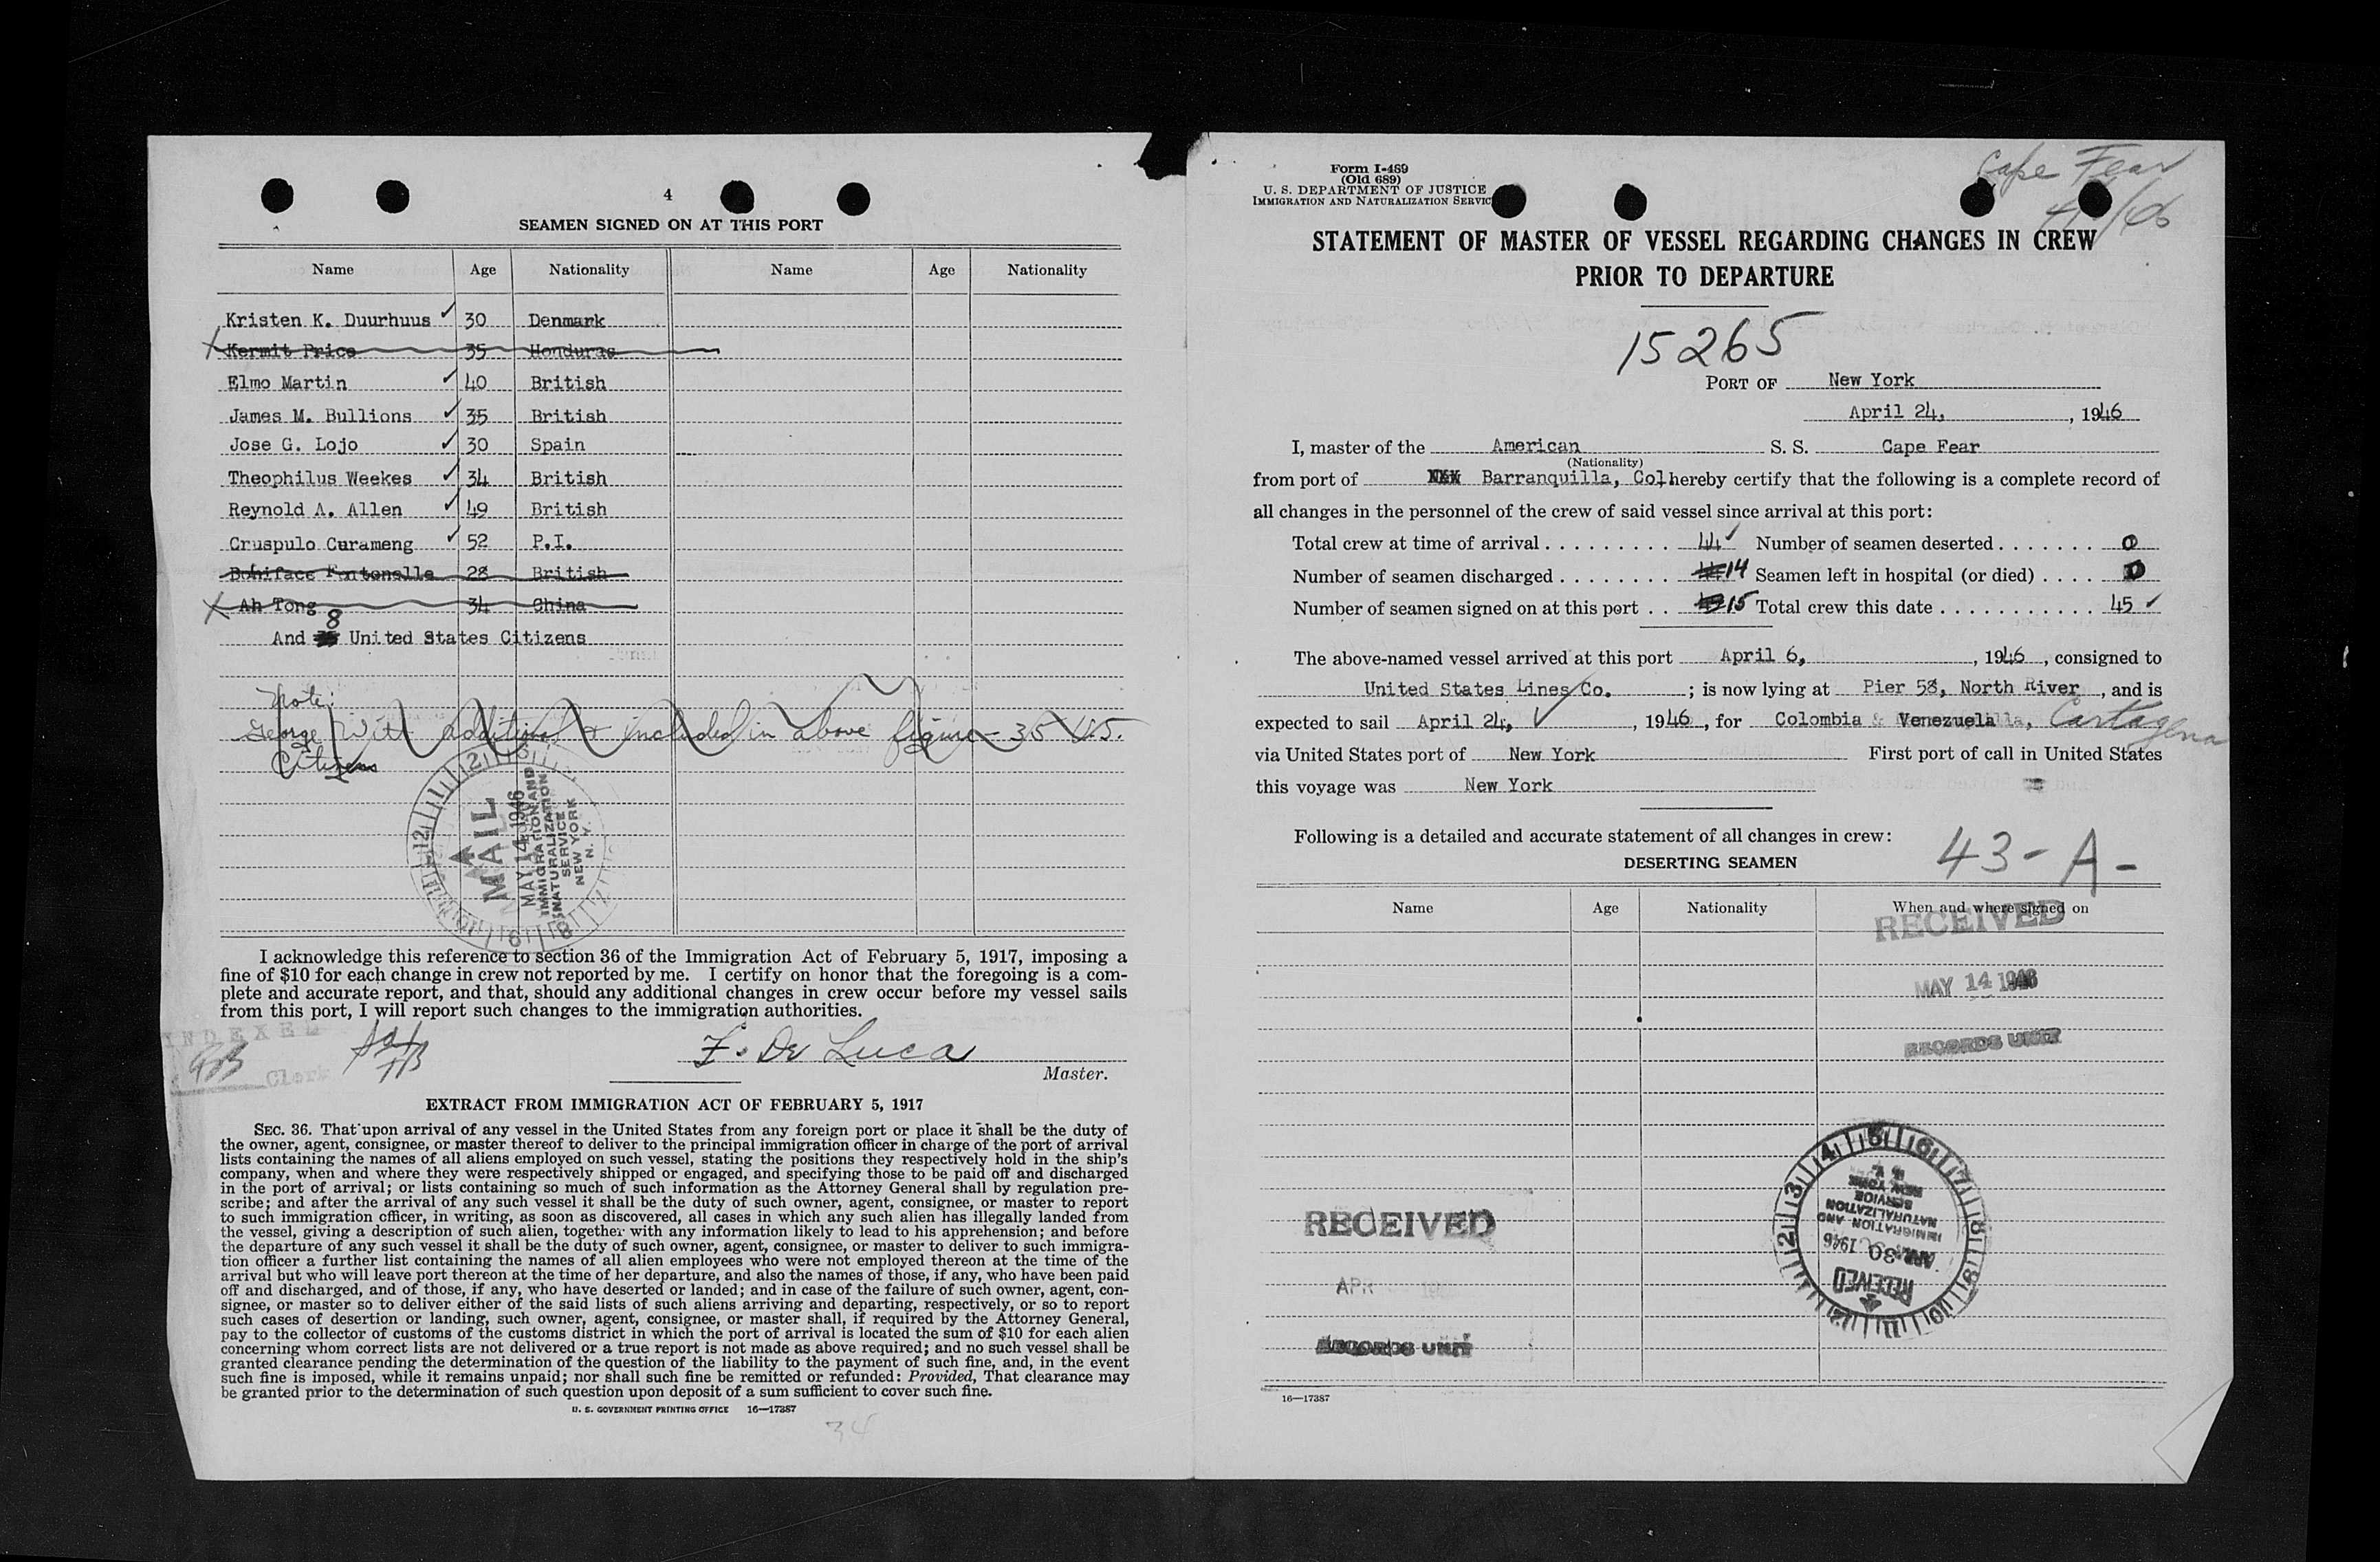 4
SEAMEN SIGNED ON AT THIS PORT
Name Age Nationality Name Age Nationality
Kristen K. Duurhuus ✓ 30 Denmark
X Kermit Price 35 Honduras
Elmo Martin ✓ 40 British
James M. Bullions ✓ 35 British
Jose G. Lojo ✓ 30 Spain
Theophilus Weekes ✓ 34 British
Reynold A. Allen ✓ 49 British
Cruspulo Curameng ✓ 52 P.I.
Boniface Fontenelle 28 British
X Ah Tong 34 China
And 8 United States Citizens
Note:
George Witt additional & included in above figure - 35 U.S.
Citizens
MAIL
MAY 14 1946
IMMIGRATION AND
NATURALIZATION
SERVICE
NEW YORK
N. Y.
I acknowledge this reference to section 36 of the Immigration Act of February 5, 1917, imposing a
fine of $10 for each change in crew not reported by me. I certify on honor that the foregoing is a com-
plete and accurate report, and that, should any additional changes in crew occur before my vessel sails
from this port, I will report such changes to the immigration authorities.
INDEXED
Clerk
F. De Luca
Master.
EXTRACT FROM IMMIGRATION ACT OF FEBRUARY 5, 1917
SEC. 36. That upon arrival of any vessel in the United States from any foreign port or place it shall be the duty of
the owner, agent, consignee, or master thereof to deliver to the principal immigration officer in charge of the port of arrival
lists containing the names of all aliens employed on such vessel, stating the positions they respectively hold in the ship's
company, when and where they were respectively shipped or engaged, and specifying those to be paid off and discharged
in the port of arrival; or lists containing so much of such information as the Attorney General shall by regulation pre-
scribe; and after the arrival of any such vessel it shall be the duty of such owner, agent, consignee, or master to report
to such immigration officer, in writing, as soon as discovered, all cases in which any such alien has illegally landed from
the vessel, giving a description of such alien, together with any information likely to lead to his apprehension; and before
the departure of any such vessel it shall be the duty of such owner, agent, consignee, or master to deliver to such immigra-
tion officer a further list containing the names of all alien employees who were not employed thereon at the time of the
arrival but who will leave port thereon at the time of her departure, and also the names of those, if any, who have been paid
off and discharged, and of those, if any, who have deserted or landed; and in case of the failure of such owner, agent, con-
signee, or master so to deliver either of the said lists of such aliens arriving and departing, respectively, or so to report
such cases of desertion or landing, such owner, agent, consignee, or master shall, if required by the Attorney General,
pay to the collector of customs of the customs district in which the port of arrival is located the sum of $10 for each alien
concerning whom correct lists are not delivered or a true report is not made as above required; and no such vessel shall be
granted clearance pending the determination of the question of the liability to the payment of such fine, and, in the event
such fine is imposed, while it remains unpaid; nor shall such fine be remitted or refunded: Provided, That clearance may
be granted prior to the determination of such question upon deposit of a sum sufficient to cover such fine.
U. S. GOVERNMENT PRINTING OFFICE 16—17387
34
Form I-489
(Old 689)
U. S. DEPARTMENT OF JUSTICE
IMMIGRATION AND NATURALIZATION SERVIC
Cape Fear
STATEMENT OF MASTER OF VESSEL REGARDING CHANGES IN CREW
PRIOR TO DEPARTURE
15265
PORT OF New York
April 24, , 1946
I, master of the American S. S. Cape Fear
(Nationality)
from port of Barranquilla, Col. hereby certify that the following is a complete record of
all changes in the personnel of the crew of said vessel since arrival at this port:
Total crew at time of arrival . . . . . . . . . 44 ✓ Number of seamen deserted . . . . . . . 0
Number of seamen discharged . . . . . . . . 14 Seamen left in hospital (or died) . . . . 0
Number of seamen signed on at this port . . 15 Total crew this date . . . . . . . . . . . 45 ✓
The above-named vessel arrived at this port April 6, , 1946 , consigned to
United States Lines Co. ; is now lying at Pier 58, North River , and is
expected to sail April 24, ✓ , 1946 , for Colombia & Venezuela, Cartagena
via United States port of New York First port of call in United States
this voyage was New York
Following is a detailed and accurate statement of all changes in crew:
43-A-
DESERTING SEAMEN
Name Age Nationality When and where signed on
RECEIVED
MAY 14 1946
RECORDS UNIT
RECEIVED
APR
RECORDS UNIT
RECEIVED
APR 30 1946
IMMIGRATION AND
NATURALIZATION
SERVICE
NEW YORK
N. Y.
16—17387